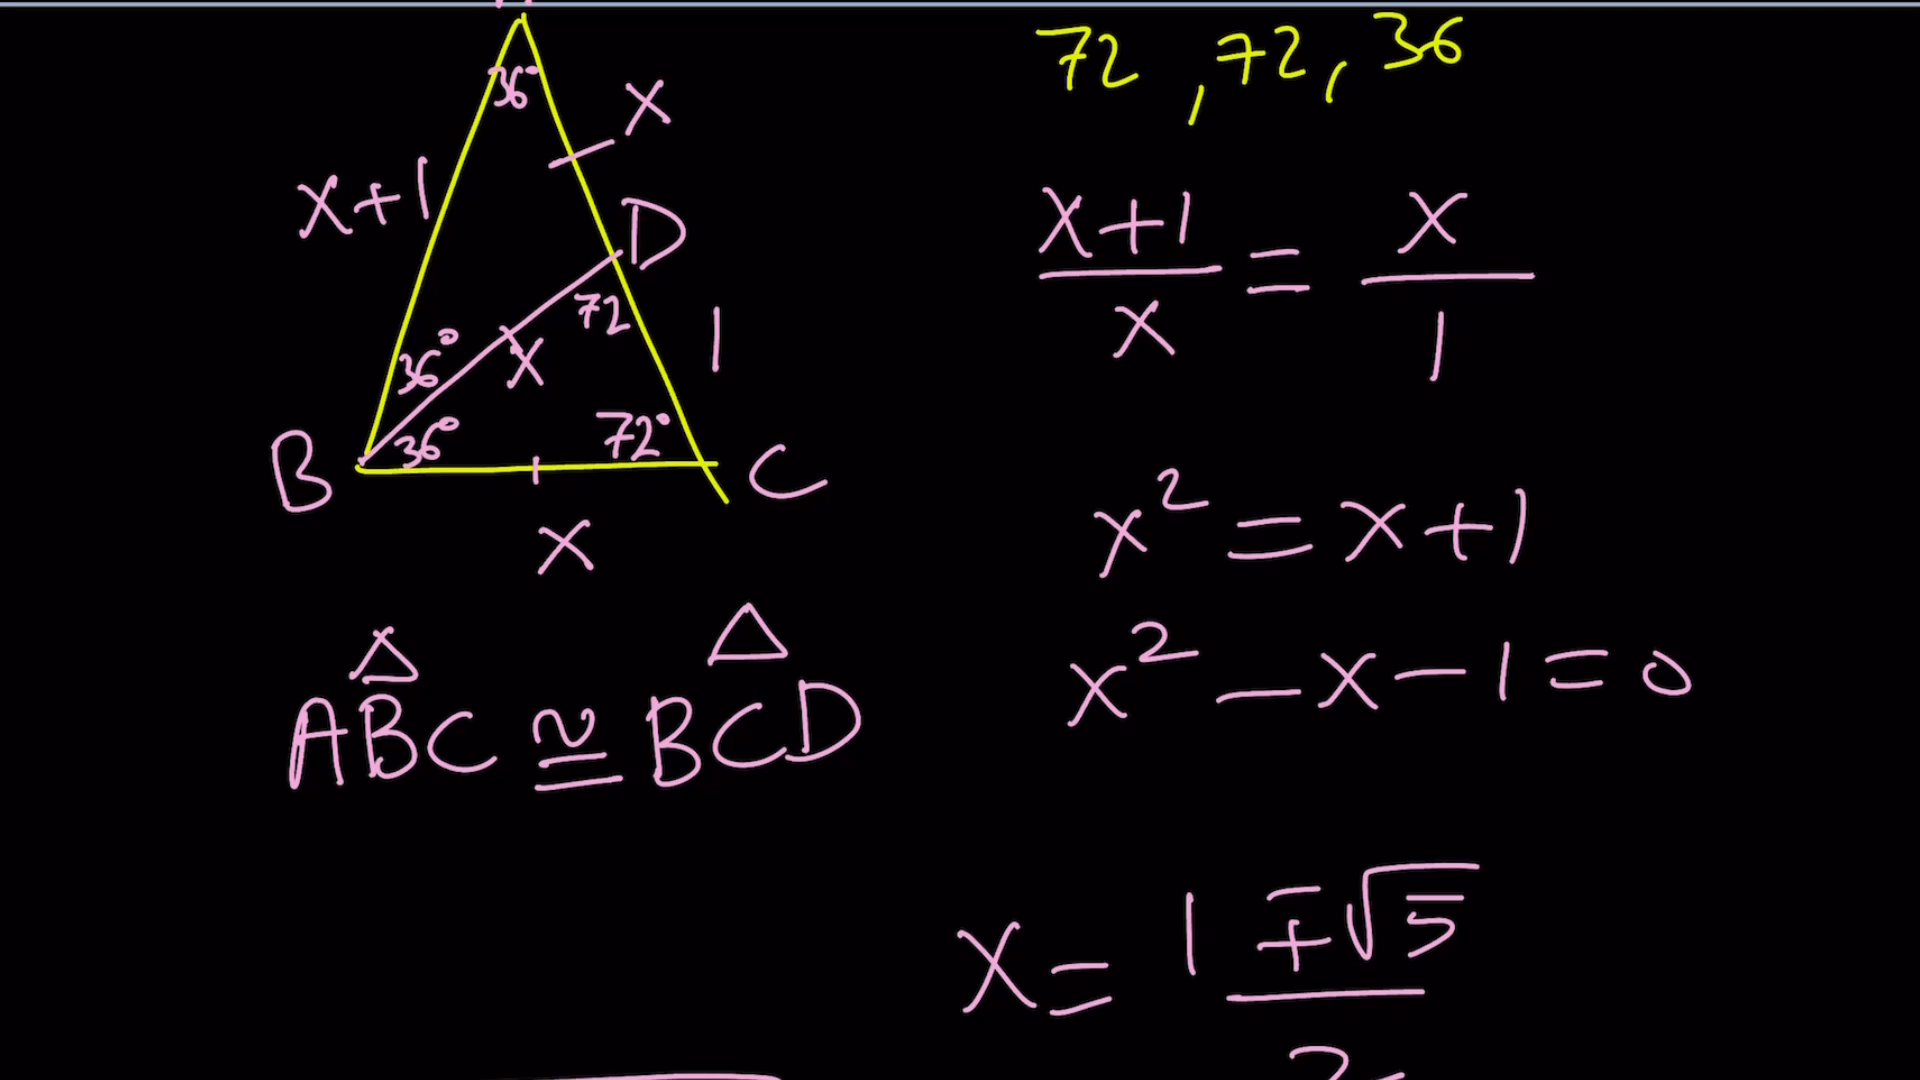 72, 72, 36
36°
x
x+1
D
72
1
36°
x
36°
72°
B
C
x
x+1/x = x/1
x² = x+1
x² - x - 1 = 0
△ △
ABC ≅ BCD
x = 1 ∓ √5